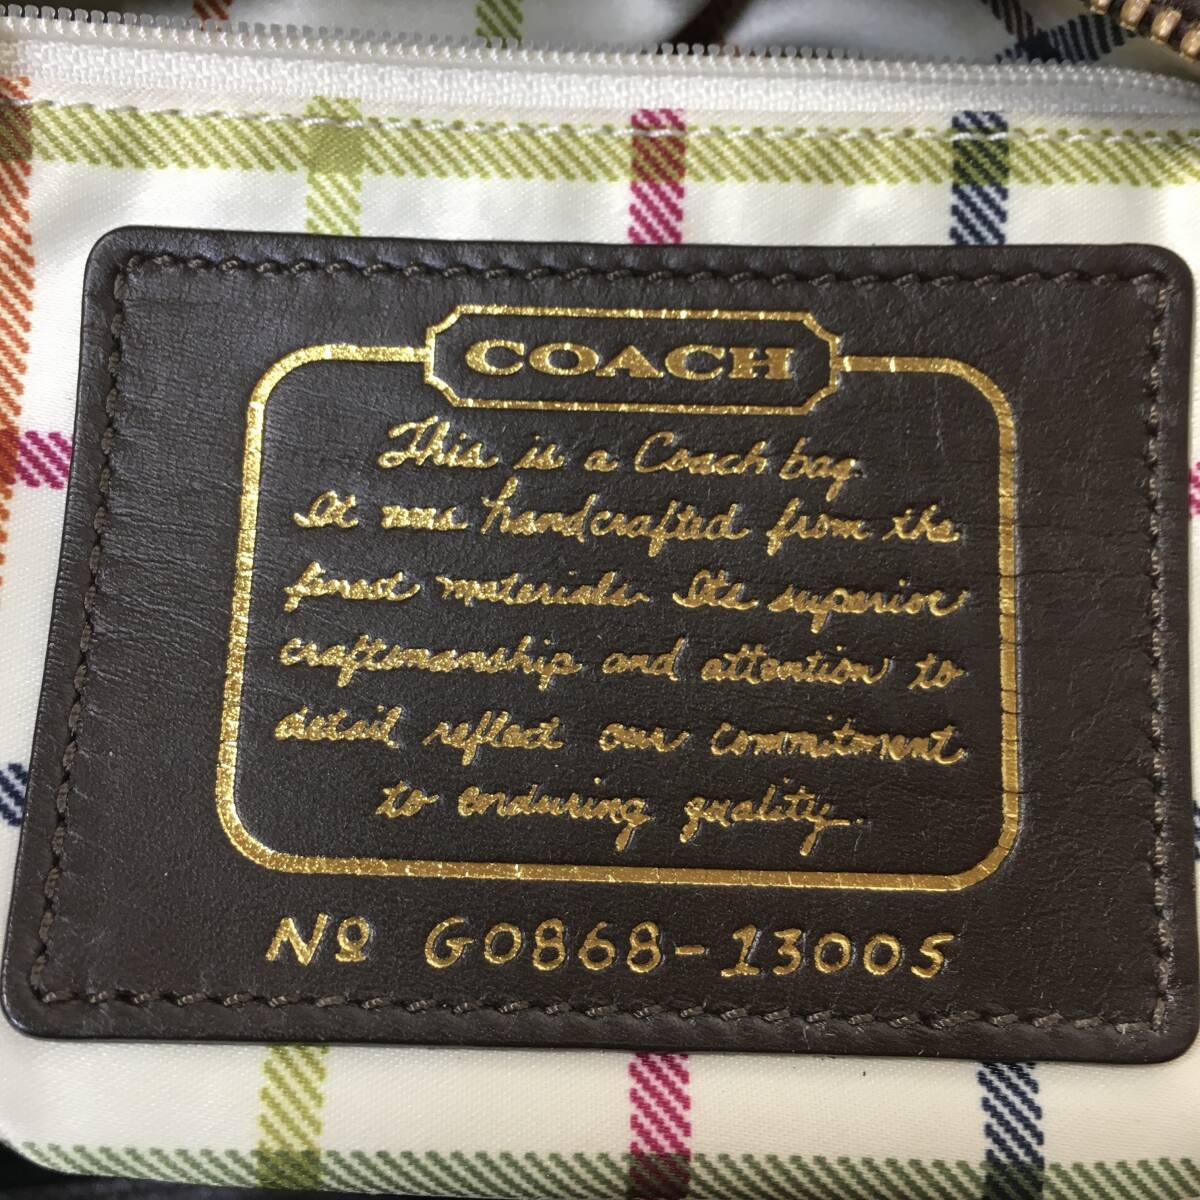 COACH
This is a Coach bag.
It was handcrafted from the
finest materials. Its superior
craftsmanship and attention to
detail reflect our commitment
to enduring quality.
No G0868-13005